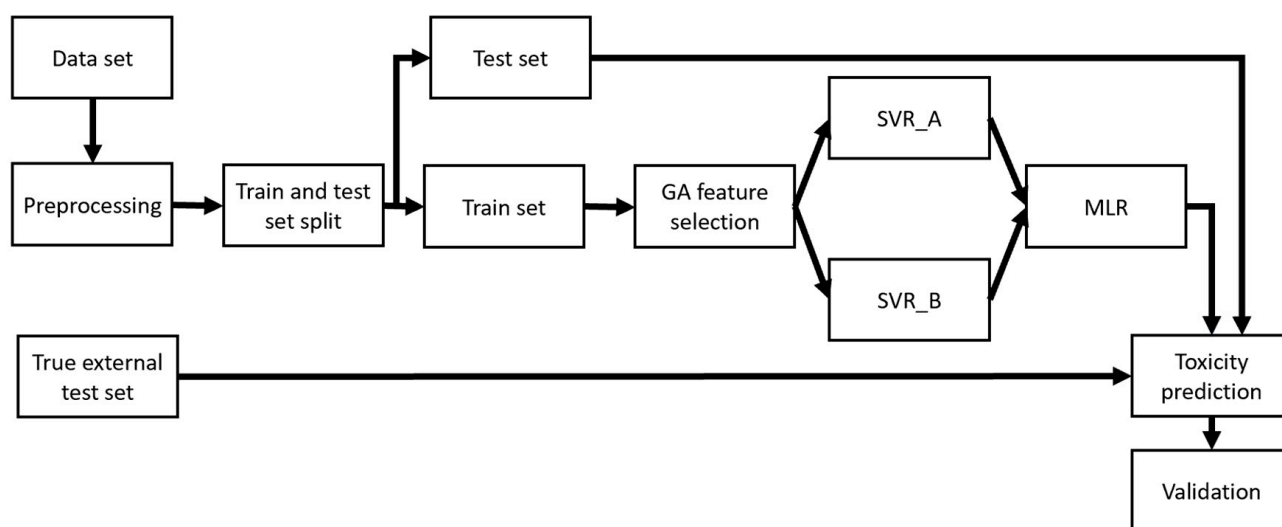 Data set
Test set
SVR_A
Preprocessing
Train and test
set split
Train set
GA feature
selection
MLR
SVR_B
True external
test set
Toxicity
prediction
Validation